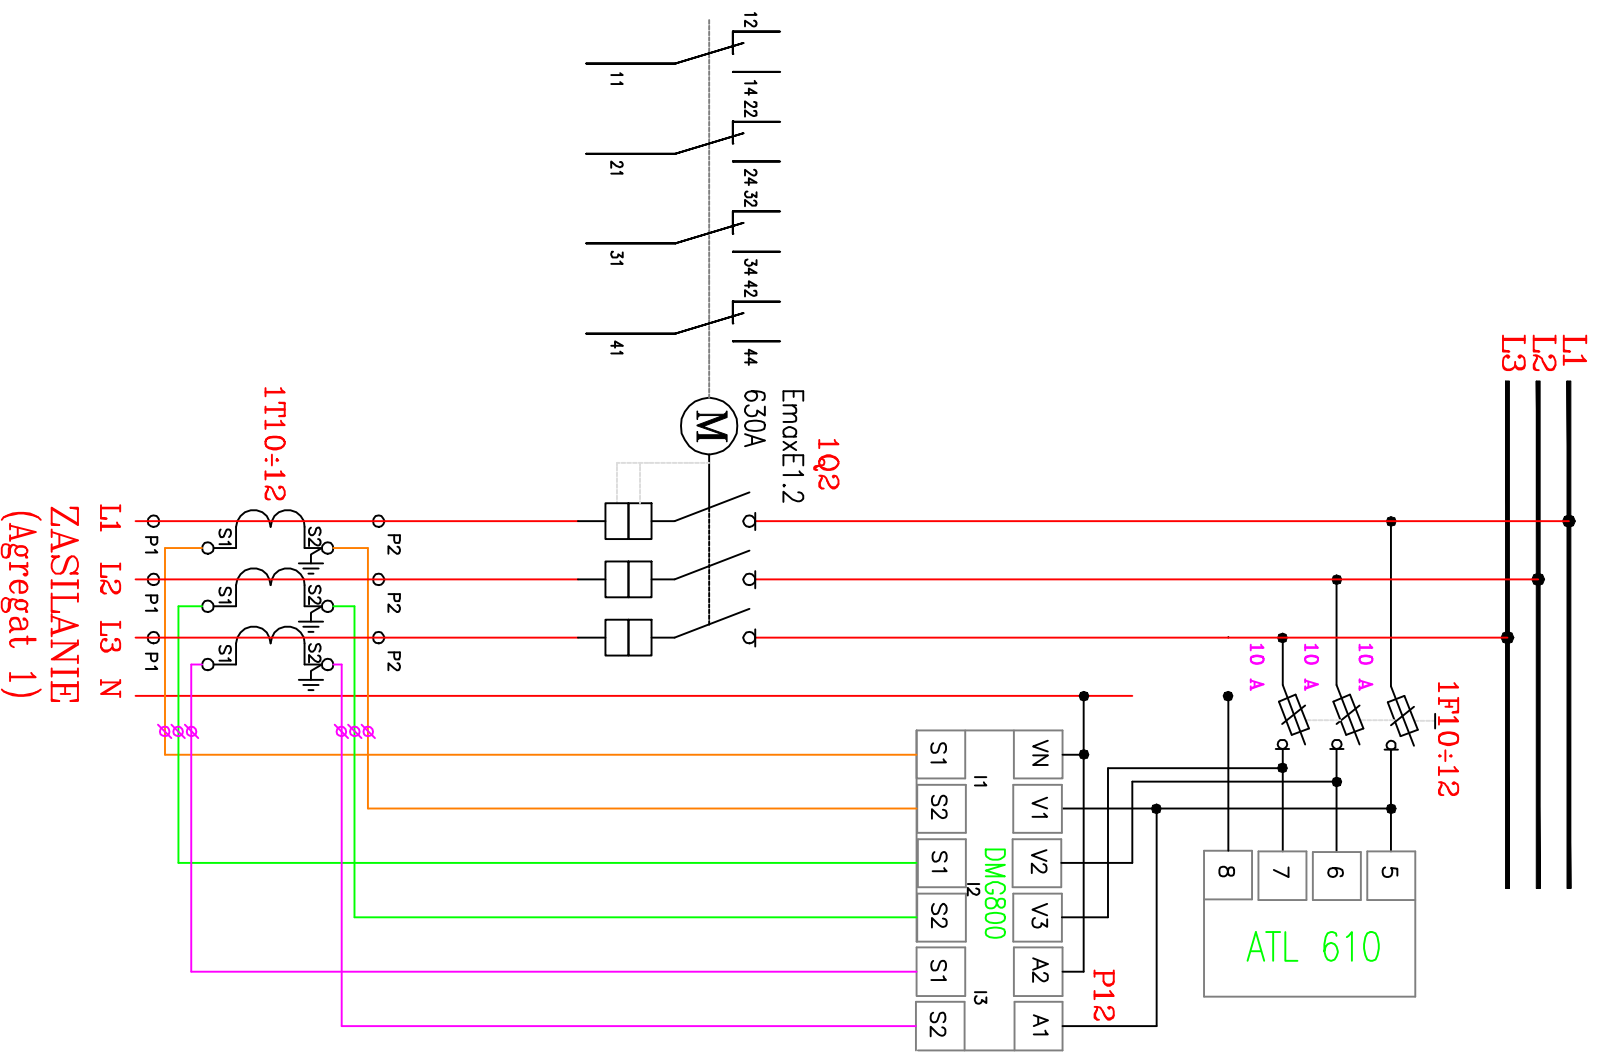 12
11
14
22
21
24
32
31
34
42
41
44
L1
L2
L3
1Q2
EmaxE1.2
630A
M
1T10÷12
L1
L2
L3
N
ZASILANIE
(Agregat 1)
P1
S1
S2
P2
P1
S1
S2
P2
P1
S1
S2
P2
10 A
10 A
10 A
1F10÷12
S1
S2
S1
S2
S1
S2
I1
I2
I3
DMG800
VN
V1
V2
V3
A2
A1
P12
8
7
6
5
ATL 610